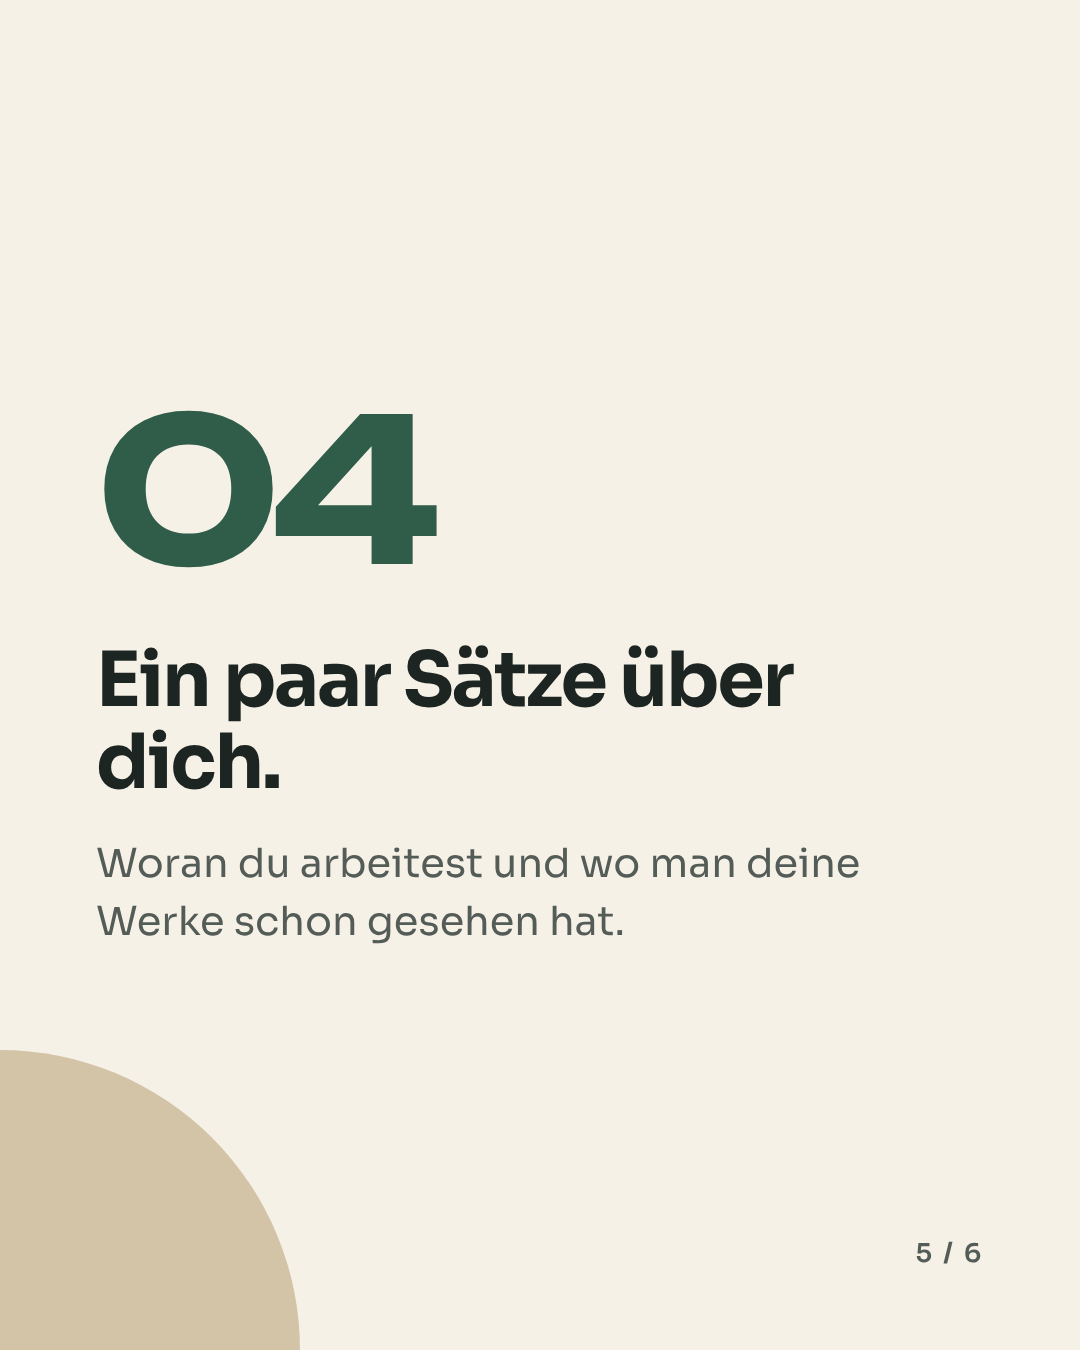 04
Ein paar Sätze über
dich.
Woran du arbeitest und wo man deine
Werke schon gesehen hat.
5 / 6